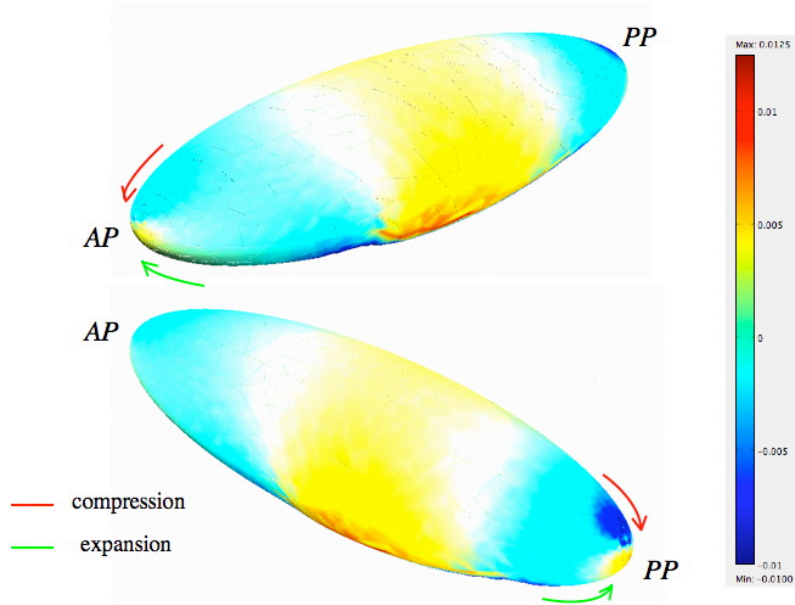 PP
Max: 0.0125
0.01
AP
0.005
0
AP
-0.005
compression
expansion
PP
-0.01
Min: -0.0100